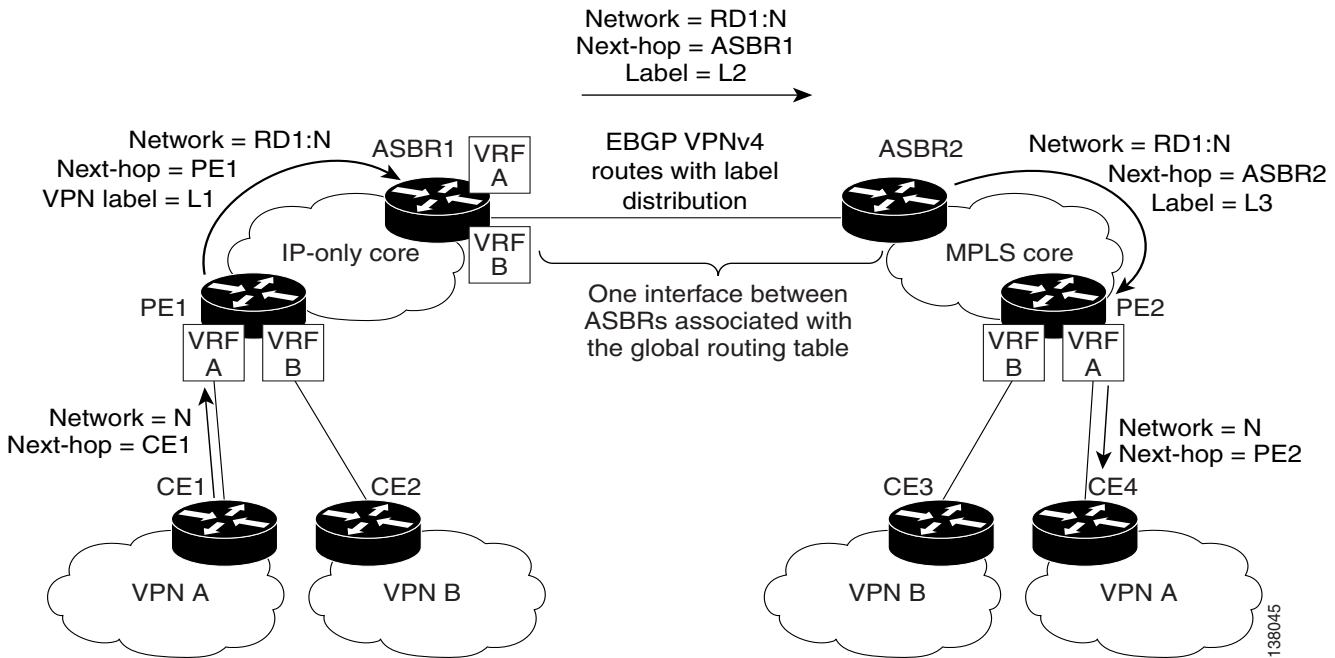 Network = RD1:N
Next-hop = ASBR1
Label = L2
Network = RD1:N
Next-hop = PE1
VPN label = L1
ASBR1
VRF
A
EBGP VPNv4
routes with label
distribution
ASBR2
Network = RD1:N
Next-hop = ASBR2
Label = L3
IP-only core
VRF
B
MPLS core
One interface between
ASBRs associated with
the global routing table
PE1
VRF
A
VRF
B
PE2
VRF
B
VRF
A
Network = N
Next-hop = CE1
Network = N
Next-hop = PE2
CE1
CE2
CE3
CE4
VPN A
VPN B
VPN B
VPN A
138045